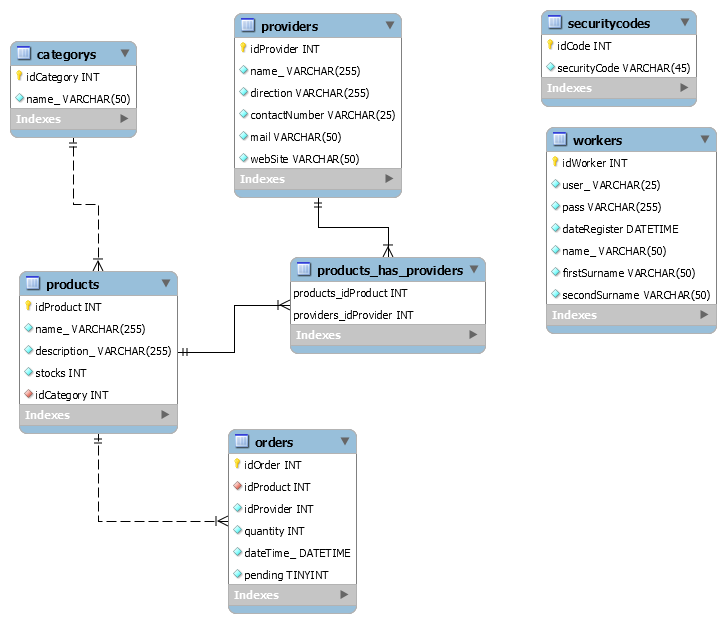 categorys
idCategory INT
name_ VARCHAR(50)
Indexes
providers
idProvider INT
name_ VARCHAR(255)
direction VARCHAR(255)
contactNumber VARCHAR(25)
mail VARCHAR(50)
webSite VARCHAR(50)
Indexes
securitycodes
idCode INT
securityCode VARCHAR(45)
Indexes
workers
idWorker INT
user_ VARCHAR(25)
pass VARCHAR(255)
dateRegister DATETIME
name_ VARCHAR(50)
firstSurname VARCHAR(50)
secondSurname VARCHAR(50)
Indexes
products
idProduct INT
name_ VARCHAR(255)
description_ VARCHAR(255)
stocks INT
idCategory INT
Indexes
products_has_providers
products_idProduct INT
providers_idProvider INT
Indexes
orders
idOrder INT
idProduct INT
idProvider INT
quantity INT
dateTime_ DATETIME
pending TINYINT
Indexes